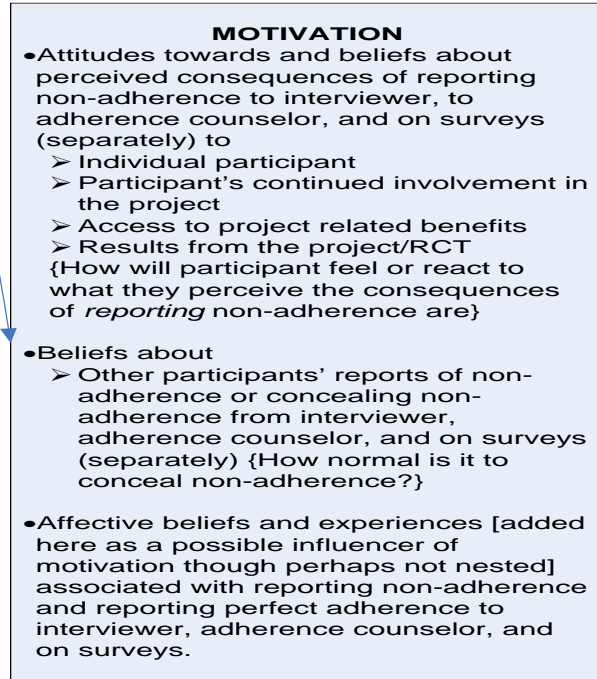 MOTIVATION
•Attitudes towards and beliefs about
perceived consequences of reporting
non-adherence to interviewer, to
adherence counselor, and on surveys
(separately) to
➢ Individual participant
➢ Participant's continued involvement in
the project
➢ Access to project related benefits
➢ Results from the project/RCT
{How will participant feel or react to
what they perceive the consequences
of reporting non-adherence are}
•Beliefs about
➢ Other participants' reports of non-
adherence or concealing non-
adherence from interviewer,
adherence counselor, and on surveys
(separately) {How normal is it to
conceal non-adherence?}
•Affective beliefs and experiences [added
here as a possible influencer of
motivation though perhaps not nested]
associated with reporting non-adherence
and reporting perfect adherence to
interviewer, adherence counselor, and
on surveys.